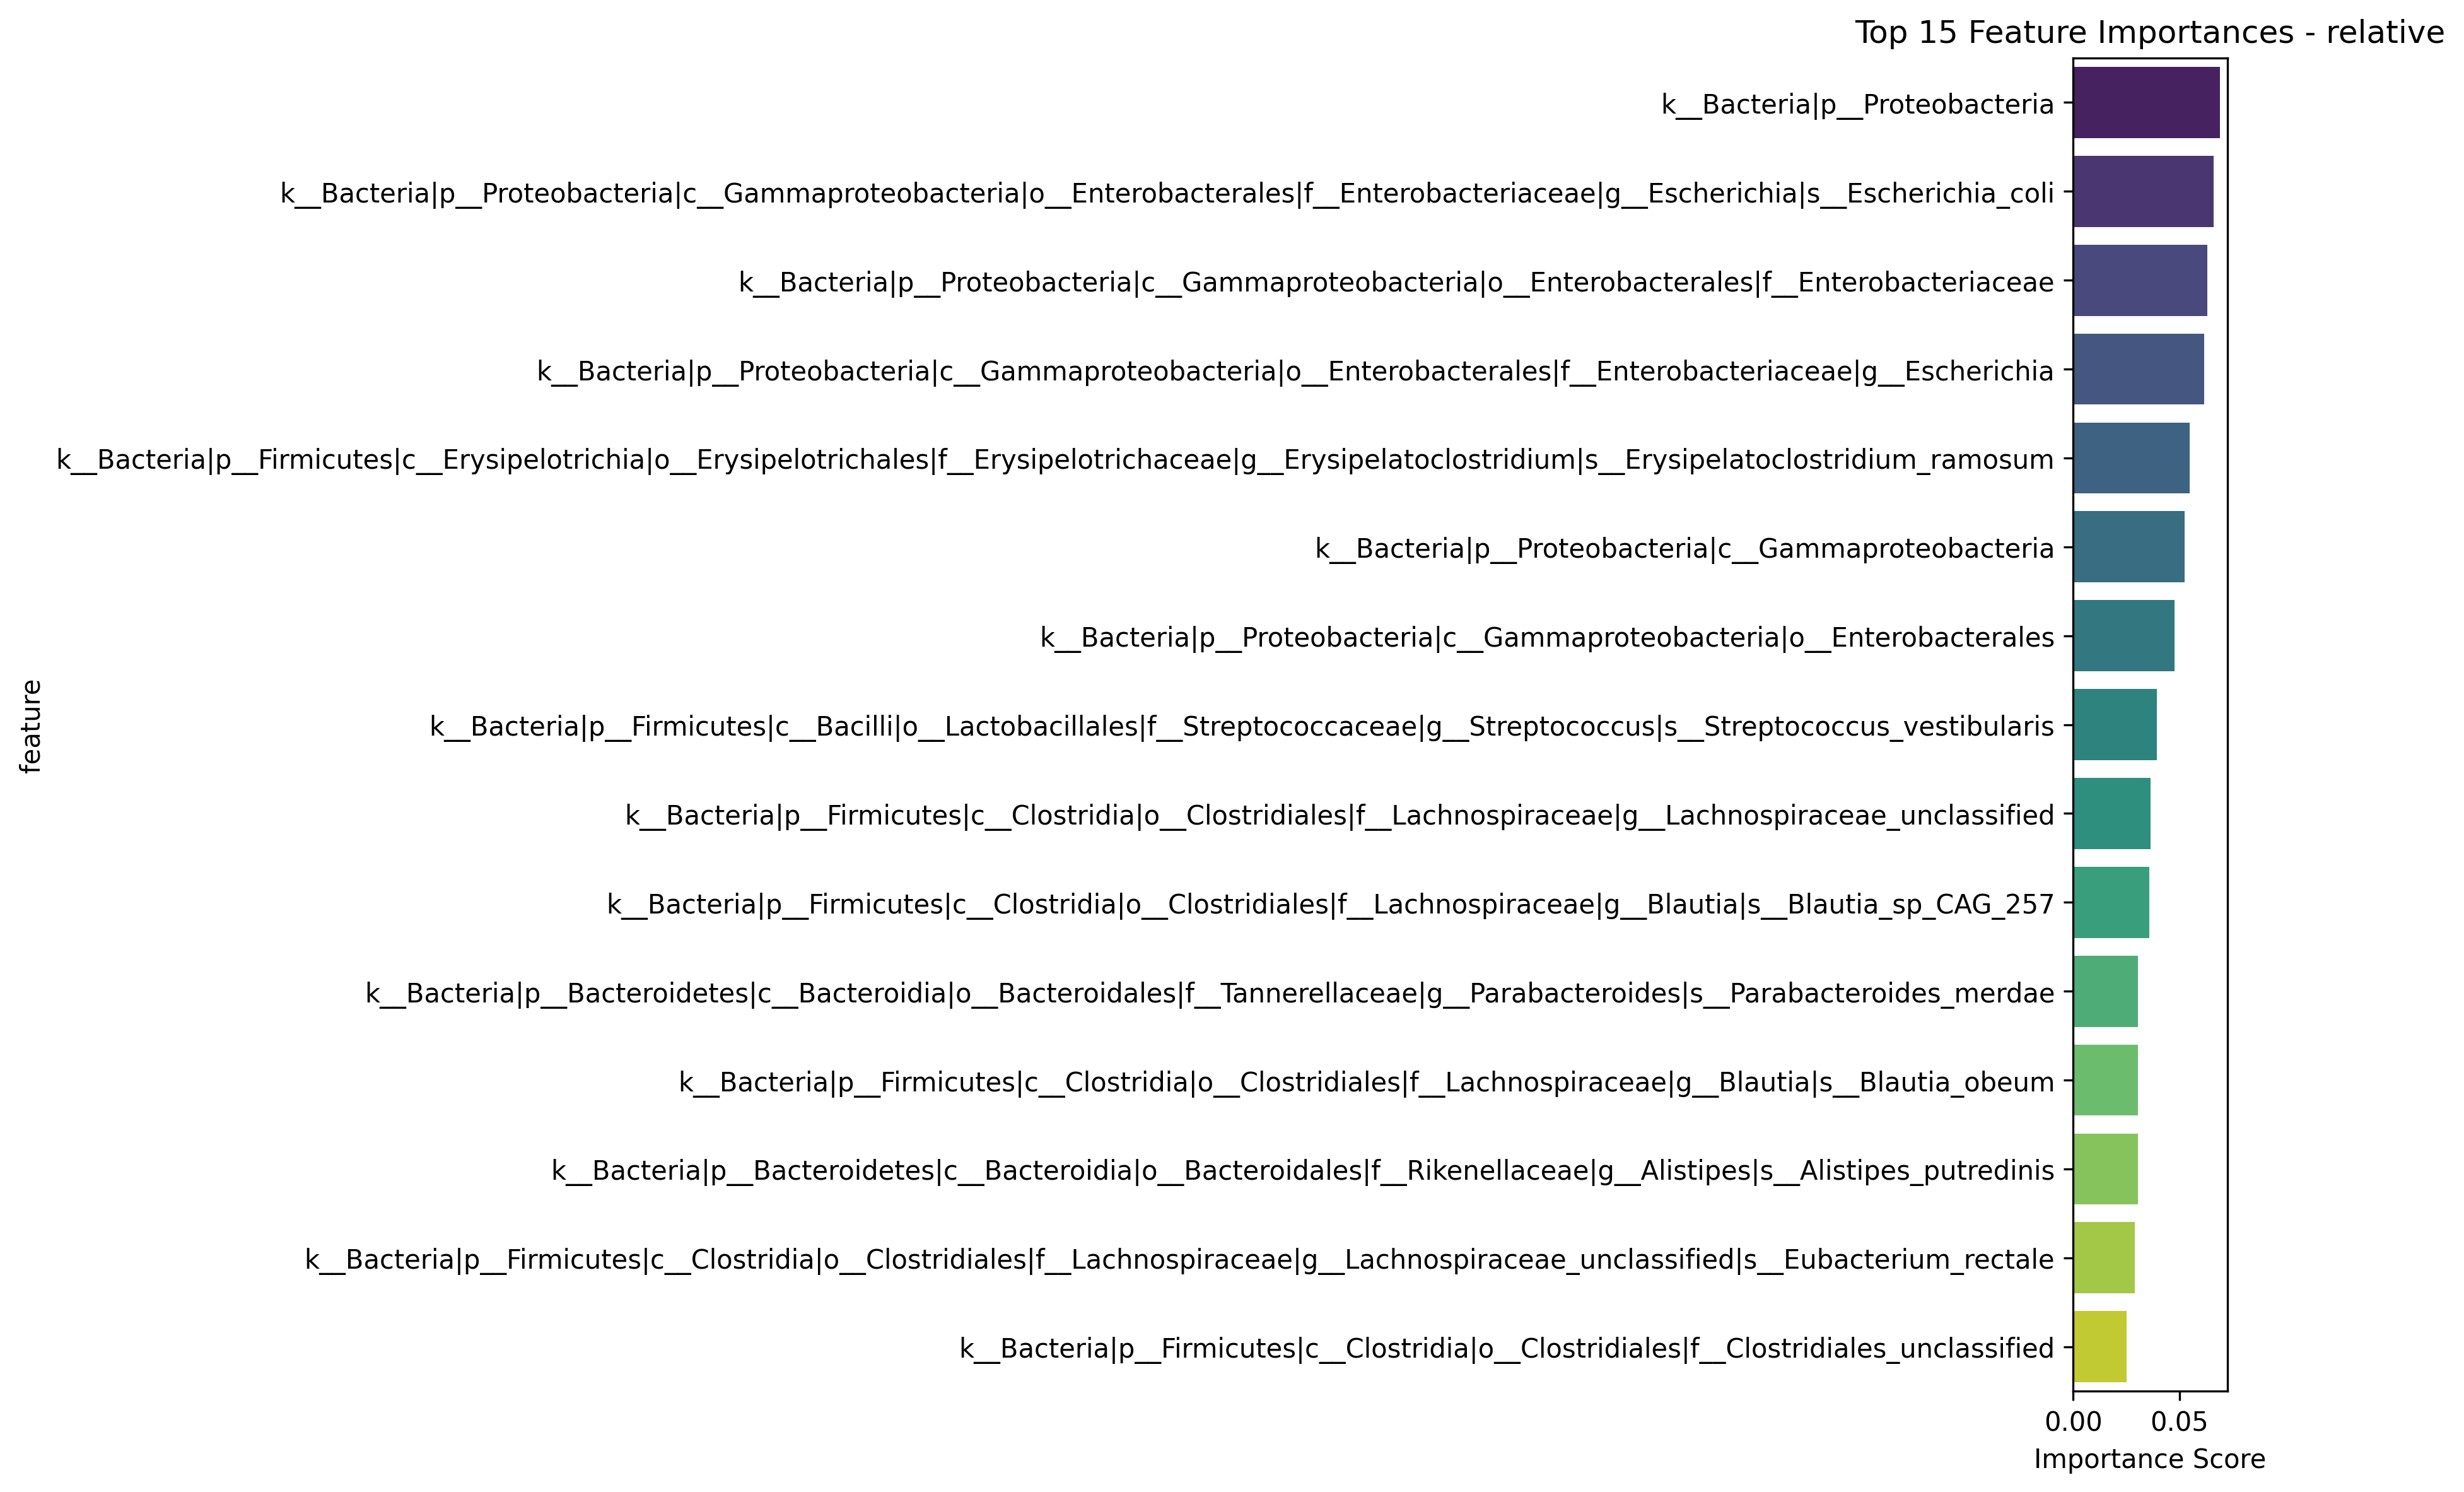 Top 15 Feature Importances - relative
k__Bacteria|p__Proteobacteria
k__Bacteria|p__Proteobacteria|c__Gammaproteobacteria|o__Enterobacterales|f__Enterobacteriaceae|g__Escherichia|s__Escherichia_coli
k__Bacteria|p__Proteobacteria|c__Gammaproteobacteria|o__Enterobacterales|f__Enterobacteriaceae
k__Bacteria|p__Proteobacteria|c__Gammaproteobacteria|o__Enterobacterales|f__Enterobacteriaceae|g__Escherichia
k__Bacteria|p__Firmicutes|c__Erysipelotrichia|o__Erysipelotrichales|f__Erysipelotrichaceae|g__Erysipelatoclostridium|s__Erysipelatoclostridium_ramosum
k__Bacteria|p__Proteobacteria|c__Gammaproteobacteria
k__Bacteria|p__Proteobacteria|c__Gammaproteobacteria|o__Enterobacterales
k__Bacteria|p__Firmicutes|c__Bacilli|o__Lactobacillales|f__Streptococcaceae|g__Streptococcus|s__Streptococcus_vestibularis
k__Bacteria|p__Firmicutes|c__Clostridia|o__Clostridiales|f__Lachnospiraceae|g__Lachnospiraceae_unclassified
k__Bacteria|p__Firmicutes|c__Clostridia|o__Clostridiales|f__Lachnospiraceae|g__Blautia|s__Blautia_sp_CAG_257
k__Bacteria|p__Bacteroidetes|c__Bacteroidia|o__Bacteroidales|f__Tannerellaceae|g__Parabacteroides|s__Parabacteroides_merdae
k__Bacteria|p__Firmicutes|c__Clostridia|o__Clostridiales|f__Lachnospiraceae|g__Blautia|s__Blautia_obeum
k__Bacteria|p__Bacteroidetes|c__Bacteroidia|o__Bacteroidales|f__Rikenellaceae|g__Alistipes|s__Alistipes_putredinis
k__Bacteria|p__Firmicutes|c__Clostridia|o__Clostridiales|f__Lachnospiraceae|g__Lachnospiraceae_unclassified|s__Eubacterium_rectale
k__Bacteria|p__Firmicutes|c__Clostridia|o__Clostridiales|f__Clostridiales_unclassified
feature
0.00 0.05
Importance Score